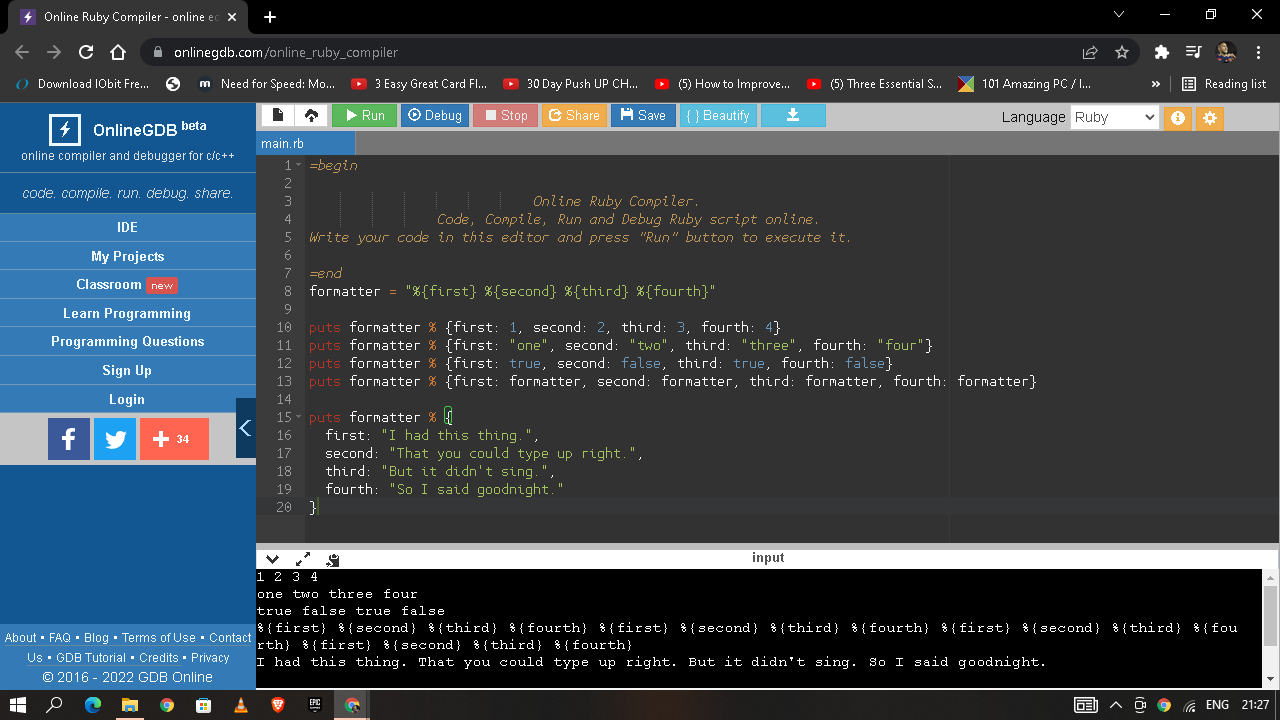 Online Ruby Compiler - online ed
onlinegdb.com/online_ruby_compiler
Download IObit Fre...
Need for Speed: Mo...
3 Easy Great Card Fl...
30 Day Push UP CH...
(5) How to Improve...
(5) Three Essential S...
101 Amazing PC / I...
»
Reading list
OnlineGDB beta
online compiler and debugger for c/c++
code. compile. run. debug. share.
IDE
My Projects
Classroom new
Learn Programming
Programming Questions
Sign Up
Login
34
About • FAQ • Blog • Terms of Use • Contact
Us • GDB Tutorial • Credits • Privacy
© 2016 - 2022 GDB Online
Run Debug Stop Share Save { } Beautify
Language Ruby
main.rb
1 =begin
2
3 Online Ruby Compiler.
4 Code, Compile, Run and Debug Ruby script online.
5 Write your code in this editor and press "Run" button to execute it.
6
7 =end
8 formatter = "%{first} %{second} %{third} %{fourth}"
9
10 puts formatter % {first: 1, second: 2, third: 3, fourth: 4}
11 puts formatter % {first: "one", second: "two", third: "three", fourth: "four"}
12 puts formatter % {first: true, second: false, third: true, fourth: false}
13 puts formatter % {first: formatter, second: formatter, third: formatter, fourth: formatter}
14
15 puts formatter % {
16 first: "I had this thing.",
17 second: "That you could type up right.",
18 third: "But it didn't sing.",
19 fourth: "So I said goodnight."
20 }
input
1 2 3 4
one two three four
true false true false
%{first} %{second} %{third} %{fourth} %{first} %{second} %{third} %{fourth} %{first} %{second} %{third} %{fou
rth} %{first} %{second} %{third} %{fourth}
I had this thing. That you could type up right. But it didn't sing. So I said goodnight.
EPIC
ENG 21:27